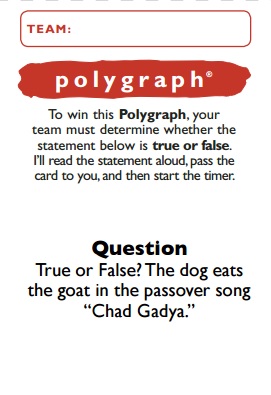 TEAM:
polygraph®
To win this Polygraph, your
team must determine whether the
statement below is true or false.
I'll read the statement aloud, pass the
card to you, and then start the timer.
Question
True or False? The dog eats
the goat in the passover song
“Chad Gadya.”